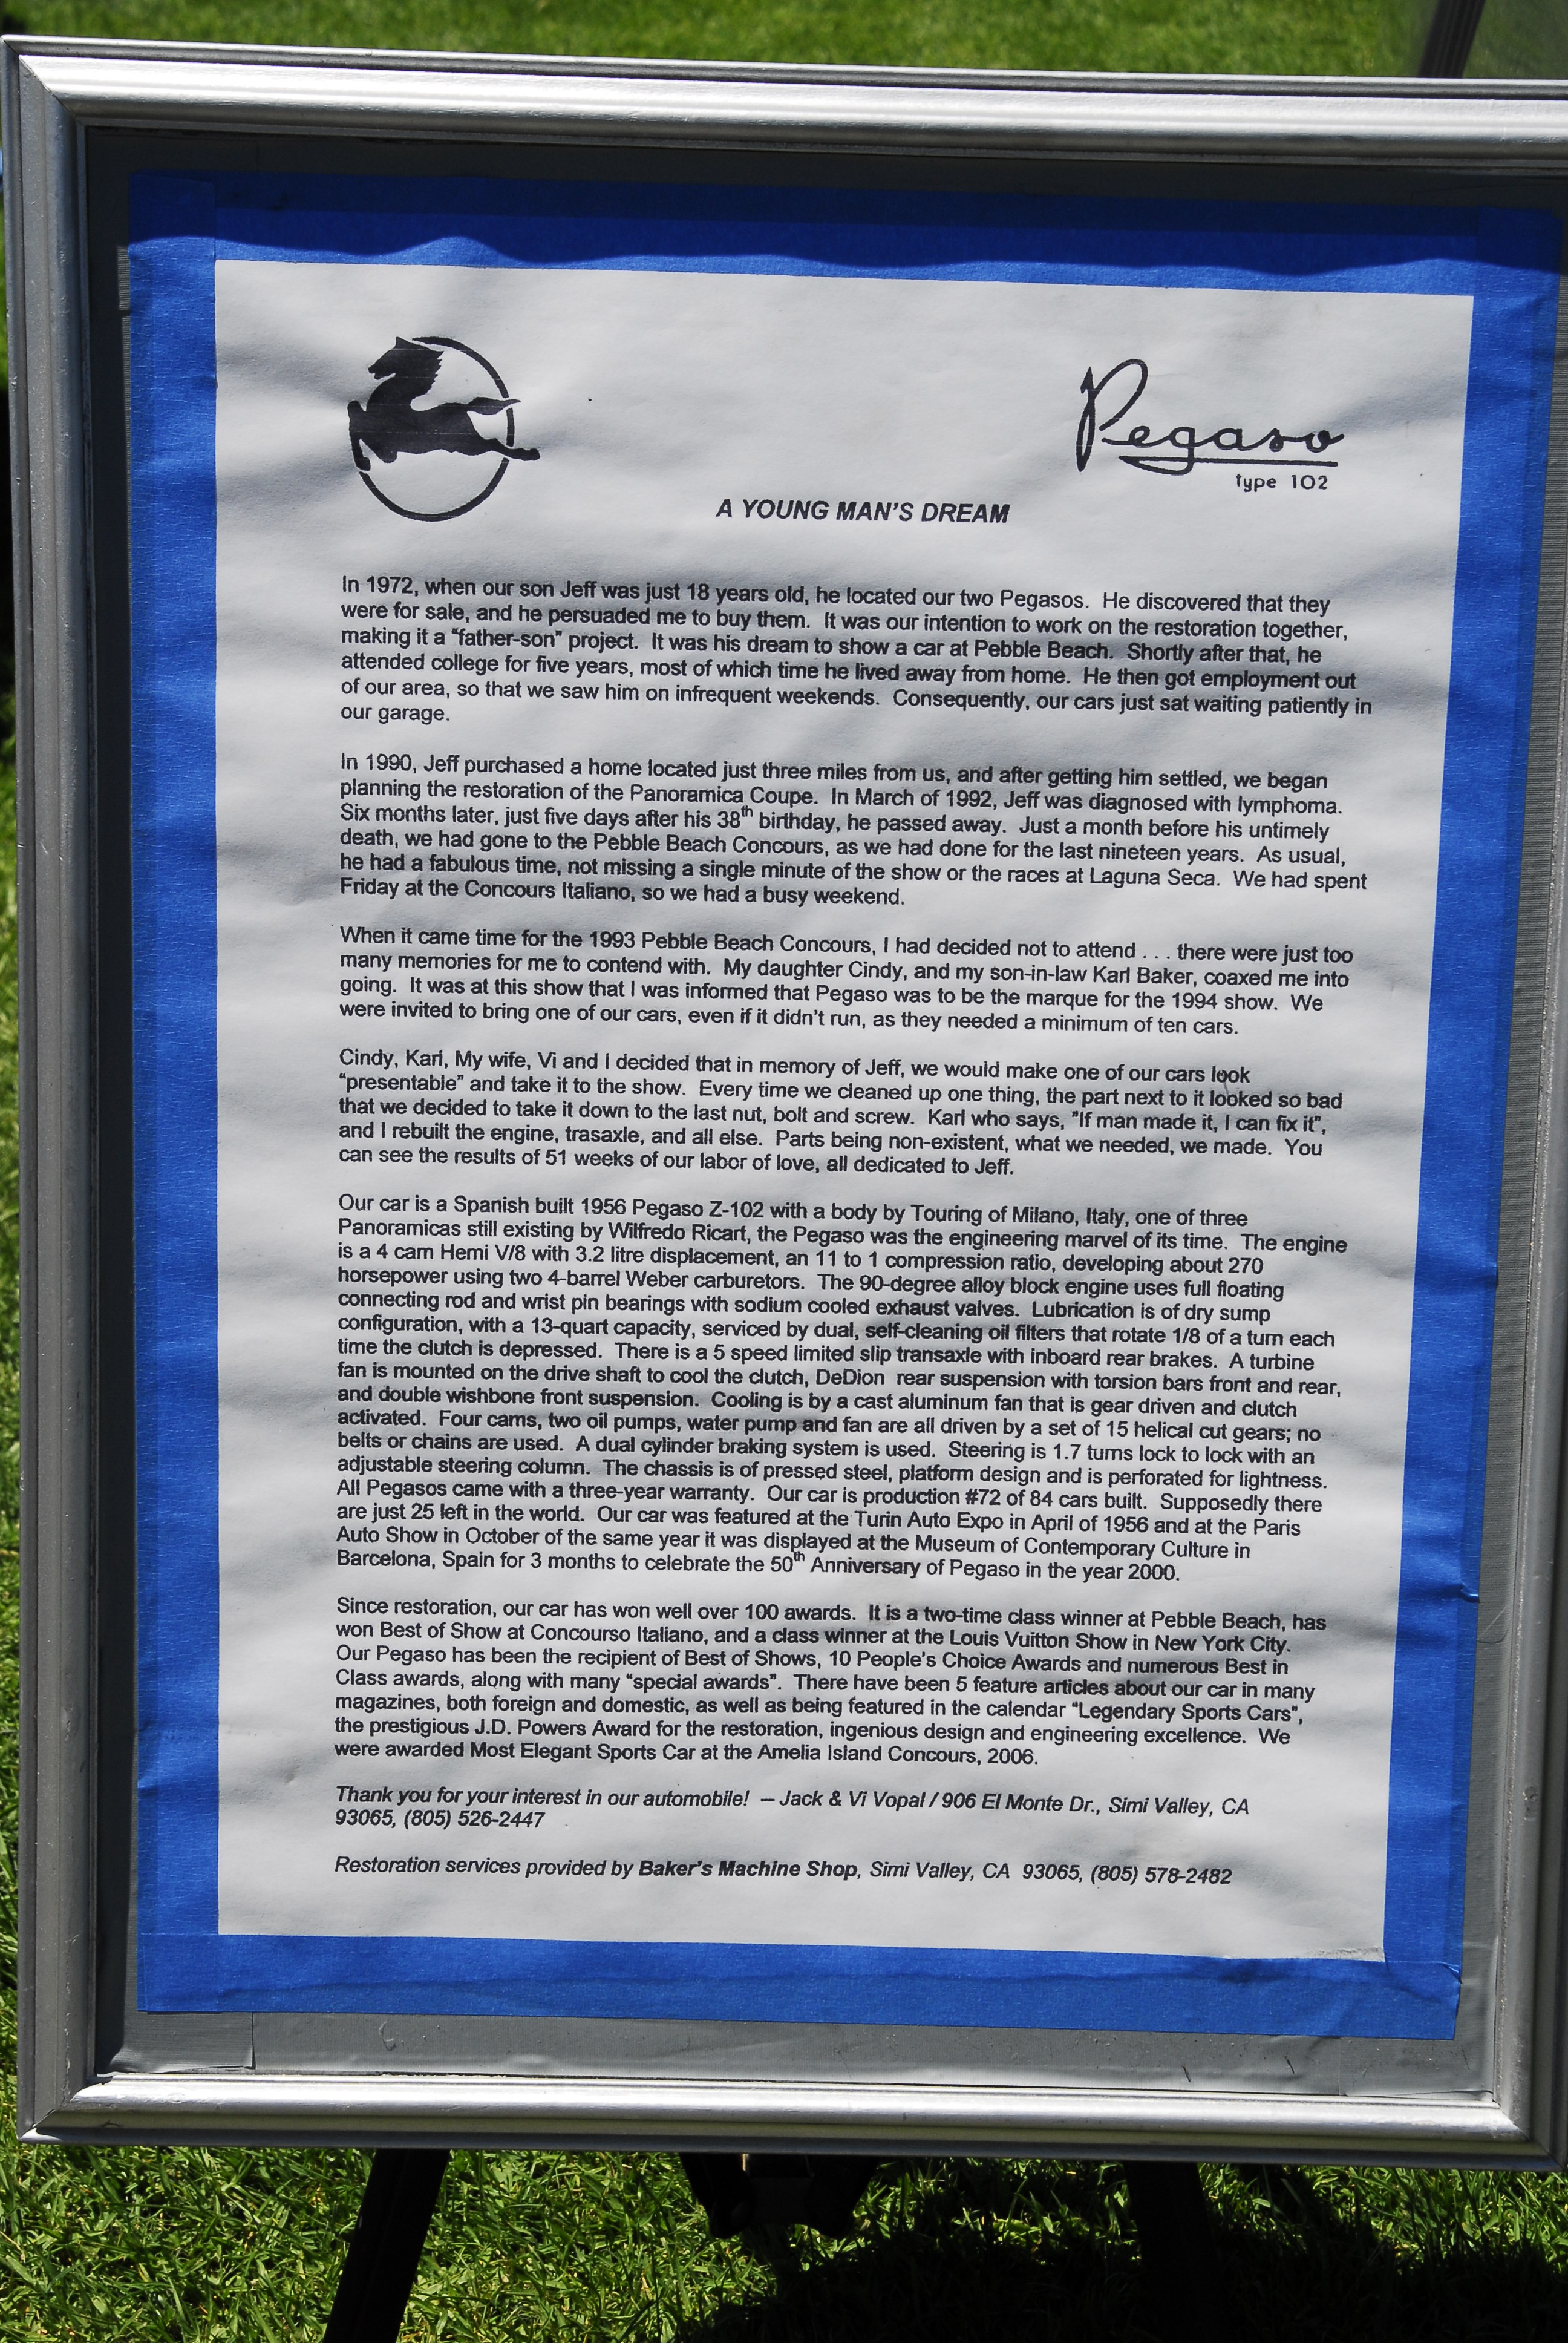 Pegaso
type 102
A YOUNG MAN'S DREAM
In 1972, when our son Jeff was just 18 years old, he located our two Pegasos. He discovered that they
were for sale, and he persuaded me to buy them. It was our intention to work on the restoration together,
making it a "father-son" project. It was his dream to show a car at Pebble Beach. Shortly after that, he
attended college for five years, most of which time he lived away from home. He then got employment out
of our area, so that we saw him on infrequent weekends. Consequently, our cars just sat waiting patiently in
our garage.
In 1990, Jeff purchased a home located just three miles from us, and after getting him settled, we began
planning the restoration of the Panoramica Coupe. In March of 1992, Jeff was diagnosed with lymphoma.
Six months later, just five days after his 38th birthday, he passed away. Just a month before his untimely
death, we had gone to the Pebble Beach Concours, as we had done for the last nineteen years. As usual,
he had a fabulous time, not missing a single minute of the show or the races at Laguna Seca. We had spent
Friday at the Concours Italiano, so we had a busy weekend.
When it came time for the 1993 Pebble Beach Concours, I had decided not to attend . . . there were just too
many memories for me to contend with. My daughter Cindy, and my son-in-law Karl Baker, coaxed me into
going. It was at this show that I was informed that Pegaso was to be the marque for the 1994 show. We
were invited to bring one of our cars, even if it didn't run, as they needed a minimum of ten cars.
Cindy, Karl, My wife, Vi and I decided that in memory of Jeff, we would make one of our cars look
"presentable" and take it to the show. Every time we cleaned up one thing, the part next to it looked so bad
that we decided to take it down to the last nut, bolt and screw. Karl who says, "If man made it, I can fix it",
and I rebuilt the engine, trasaxle, and all else. Parts being non-existent, what we needed, we made. You
can see the results of 51 weeks of our labor of love, all dedicated to Jeff.
Our car is a Spanish built 1956 Pegaso Z-102 with a body by Touring of Milano, Italy, one of three
Panoramicas still existing by Wilfredo Ricart, the Pegaso was the engineering marvel of its time. The engine
is a 4 cam Hemi V/8 with 3.2 litre displacement, an 11 to 1 compression ratio, developing about 270
horsepower using two 4-barrel Weber carburetors. The 90-degree alloy block engine uses full floating
connecting rod and wrist pin bearings with sodium cooled exhaust valves. Lubrication is of dry sump
configuration, with a 13-quart capacity, serviced by dual, self-cleaning oil filters that rotate 1/8 of a turn each
time the clutch is depressed. There is a 5 speed limited slip transaxle with inboard rear brakes. A turbine
fan is mounted on the drive shaft to cool the clutch, DeDion rear suspension with torsion bars front and rear,
and double wishbone front suspension. Cooling is by a cast aluminum fan that is gear driven and clutch
activated. Four cams, two oil pumps, water pump and fan are all driven by a set of 15 helical cut gears; no
belts or chains are used. A dual cylinder braking system is used. Steering is 1.7 turns lock to lock with an
adjustable steering column. The chassis is of pressed steel, platform design and is perforated for lightness.
All Pegasos came with a three-year warranty. Our car is production #72 of 84 cars built. Supposedly there
are just 25 left in the world. Our car was featured at the Turin Auto Expo in April of 1956 and at the Paris
Auto Show in October of the same year it was displayed at the Museum of Contemporary Culture in
Barcelona, Spain for 3 months to celebrate the 50th Anniversary of Pegaso in the year 2000.
Since restoration, our car has won well over 100 awards. It is a two-time class winner at Pebble Beach, has
won Best of Show at Concourso Italiano, and a class winner at the Louis Vuitton Show in New York City.
Our Pegaso has been the recipient of Best of Shows, 10 People's Choice Awards and numerous Best in
Class awards, along with many "special awards". There have been 5 feature articles about our car in many
magazines, both foreign and domestic, as well as being featured in the calendar "Legendary Sports Cars",
the prestigious J.D. Powers Award for the restoration, ingenious design and engineering excellence. We
were awarded Most Elegant Sports Car at the Amelia Island Concours, 2006.
Thank you for your interest in our automobile! – Jack & Vi Vopal / 906 El Monte Dr., Simi Valley, CA
93065, (805) 526-2447
Restoration services provided by Baker's Machine Shop, Simi Valley, CA 93065, (805) 578-2482